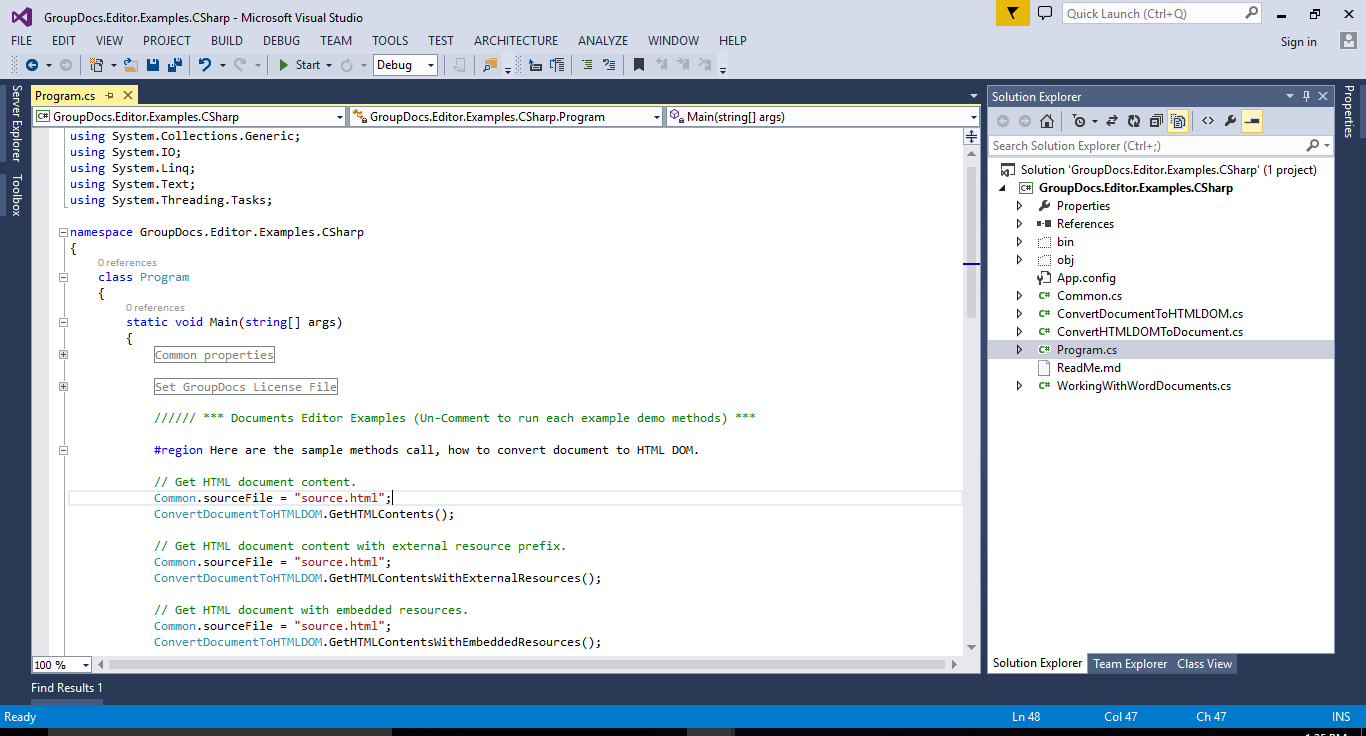 GroupDocs.Editor.Examples.CSharp - Microsoft Visual Studio
Quick Launch (Ctrl+Q)
FILE EDIT VIEW PROJECT BUILD DEBUG TEAM TOOLS TEST ARCHITECTURE ANALYZE WINDOW HELP
Sign in
Start
Debug
Server Explorer
Toolbox
Program.cs
GroupDocs.Editor.Examples.CSharp
GroupDocs.Editor.Examples.CSharp.Program
Main(string[] args)
using System.Collections.Generic;
using System.IO;
using System.Linq;
using System.Text;
using System.Threading.Tasks;
namespace GroupDocs.Editor.Examples.CSharp
{
0 references
class Program
{
0 references
static void Main(string[] args)
{
Common properties
Set GroupDocs License File
////// *** Documents Editor Examples (Un-Comment to run each example demo methods) ***
#region Here are the sample methods call, how to convert document to HTML DOM.
// Get HTML document content.
Common.sourceFile = "source.html";
ConvertDocumentToHTMLDOM.GetHTMLContents();
// Get HTML document content with external resource prefix.
Common.sourceFile = "source.html";
ConvertDocumentToHTMLDOM.GetHTMLContentsWithExternalResources();
// Get HTML document with embedded resources.
Common.sourceFile = "source.html";
ConvertDocumentToHTMLDOM.GetHTMLContentsWithEmbeddedResources();
100 %
Solution Explorer
Search Solution Explorer (Ctrl+;)
Solution 'GroupDocs.Editor.Examples.CSharp' (1 project)
C# GroupDocs.Editor.Examples.CSharp
Properties
References
bin
obj
App.config
C# Common.cs
C# ConvertDocumentToHTMLDOM.cs
C# ConvertHTMLDOMToDocument.cs
C# Program.cs
ReadMe.md
C# WorkingWithWordDocuments.cs
Solution Explorer Team Explorer Class View
Properties
Find Results 1
Ready
Ln 48 Col 47 Ch 47 INS